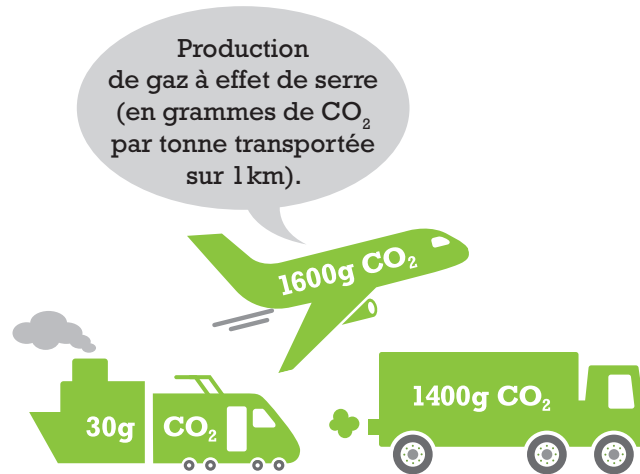 Production
de gaz à effet de serre
(en grammes de CO₂
par tonne transportée
sur 1km).
1600g CO₂
30g CO₂
1400g CO₂